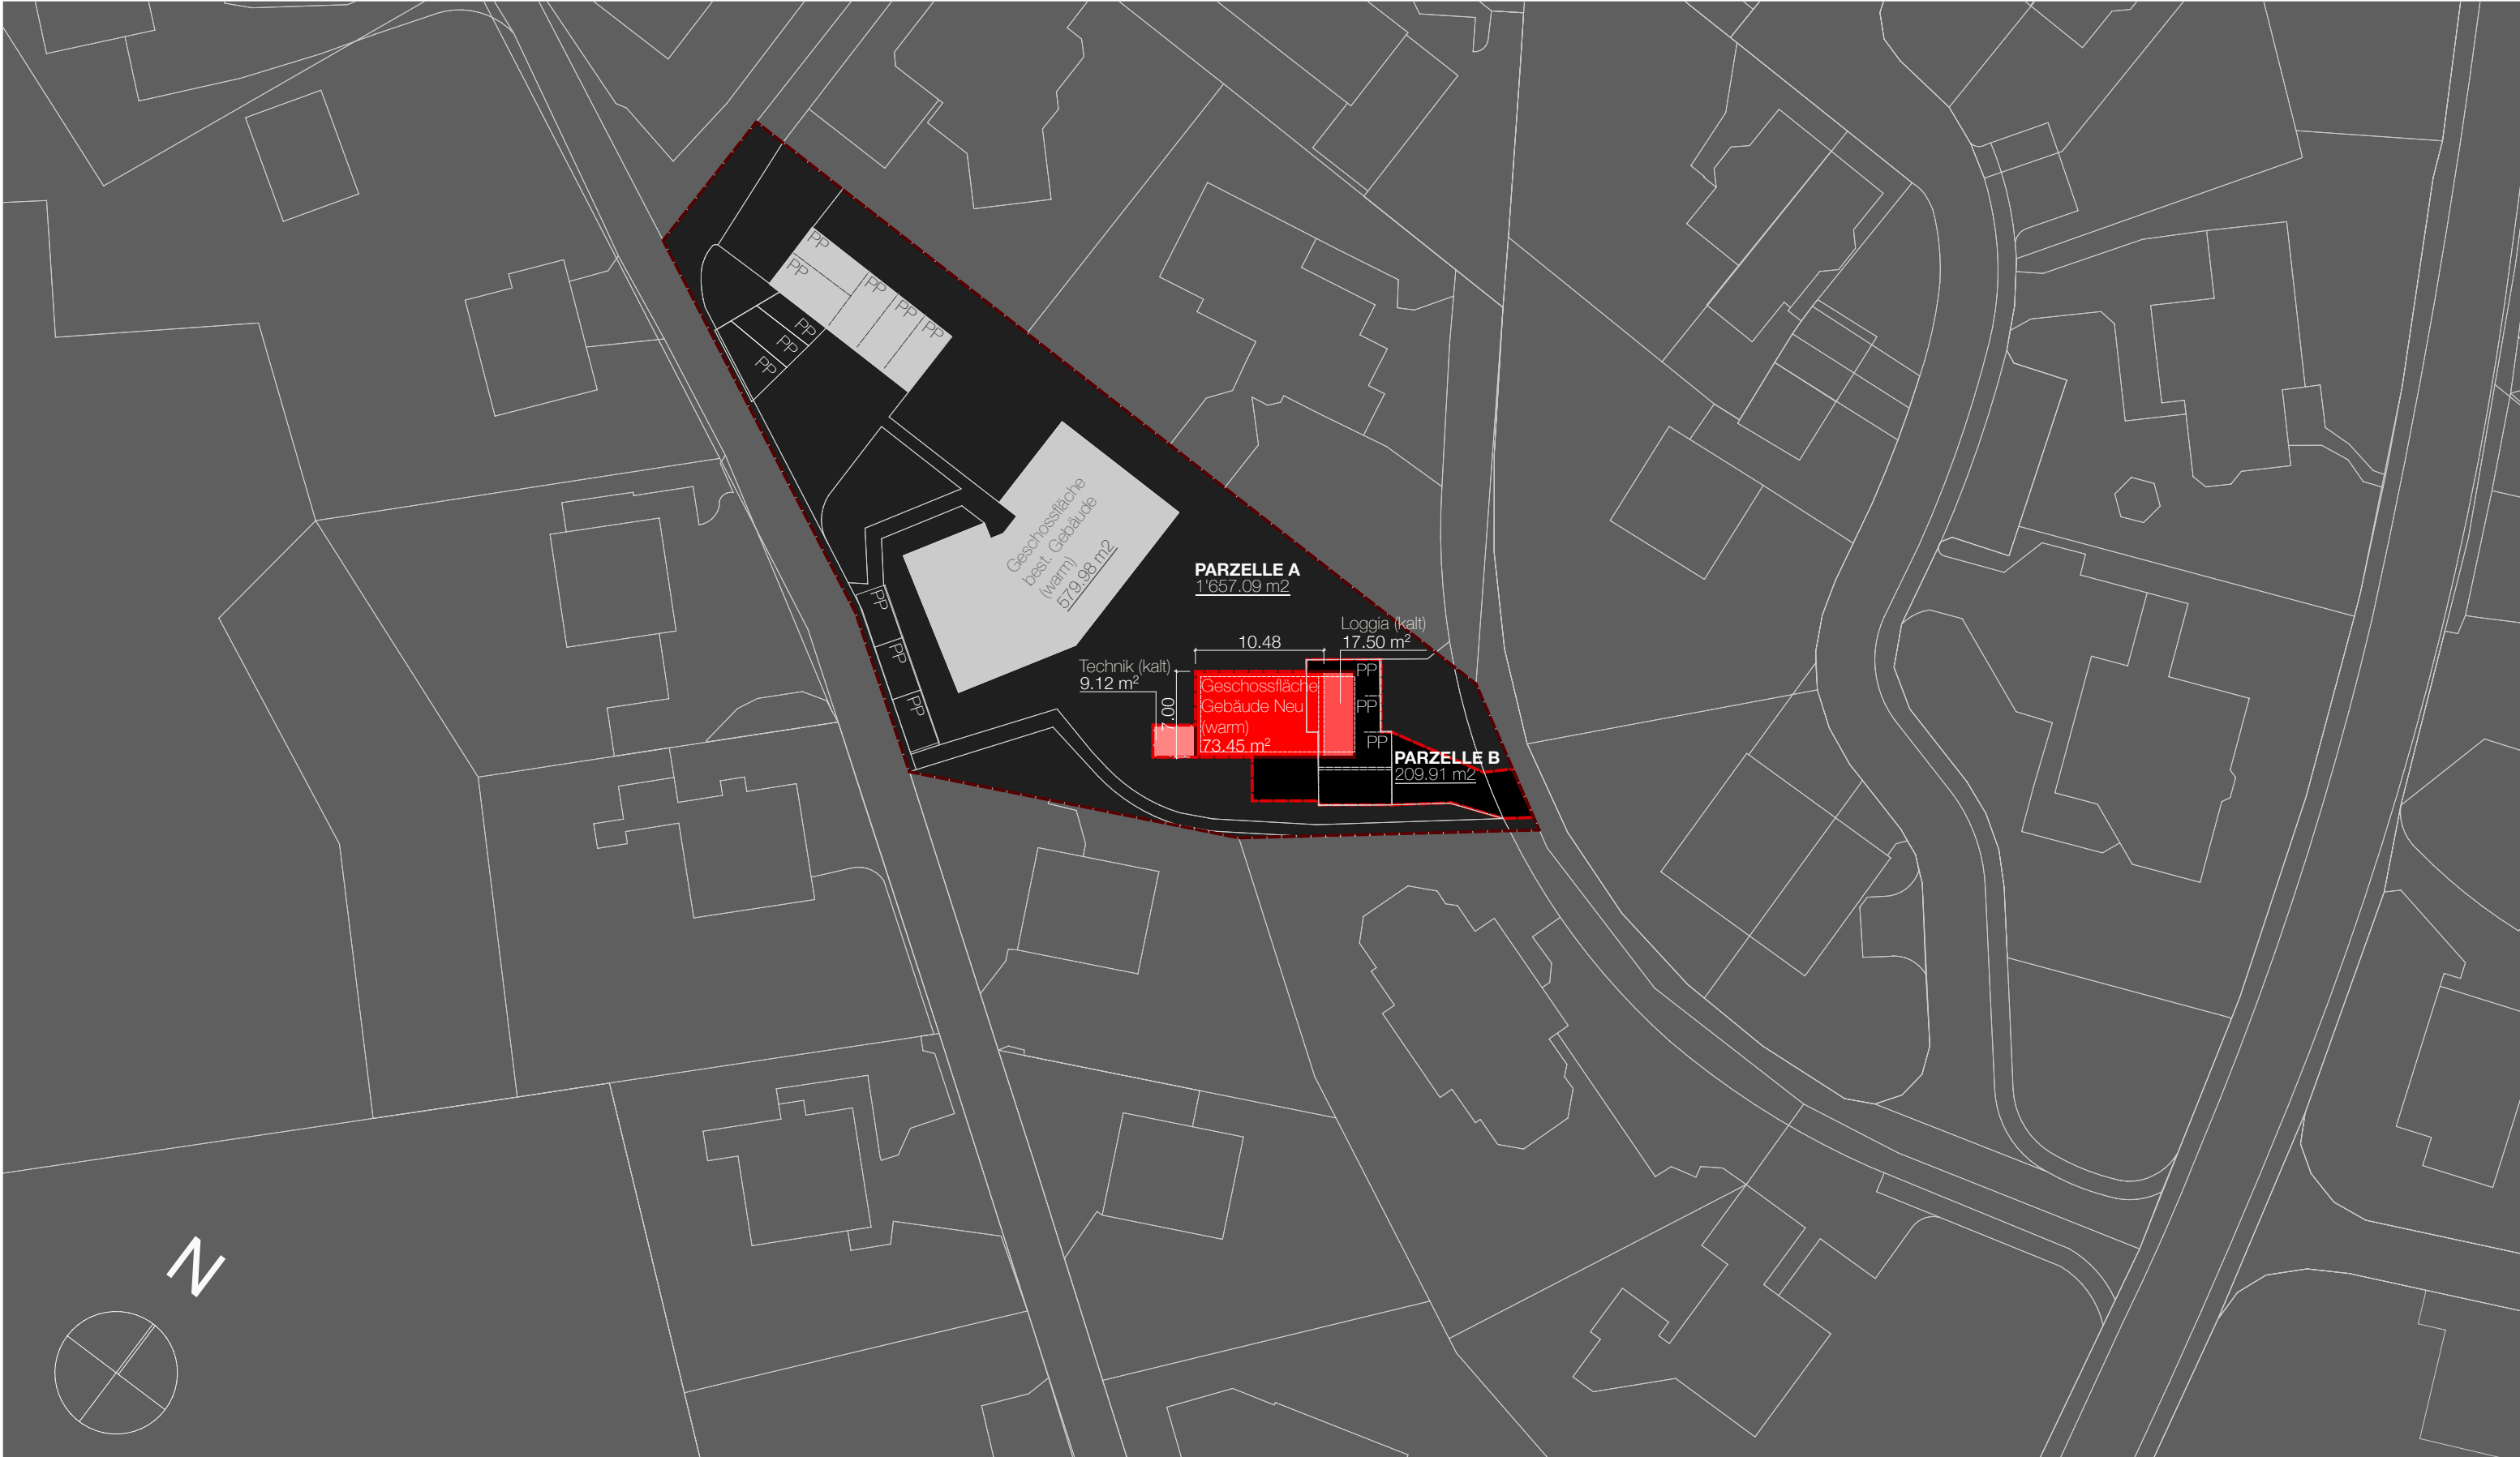 PP
PP
PP
PP
PP
PP
PP
PP
Geschossfläche
best. Gebäude
(warm)
579.98 m2
PP
PP
PP
PARZELLE A
1'657.09 m2
Loggia (kalt)
17.50 m²
10.48
Technik (kalt)
9.12 m²
7.00
Geschossfläche
Gebäude Neu
(warm)
73.45 m²
PP
PP
PP
PARZELLE B
209.91 m2
N